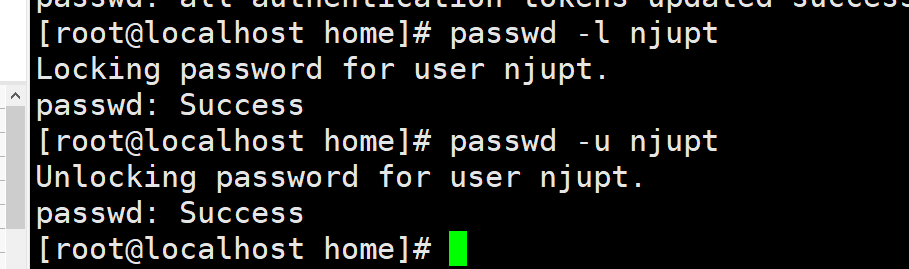 passwd: all authentication tokens updated success
[root@localhost home]# passwd -l njupt
Locking password for user njupt.
passwd: Success
[root@localhost home]# passwd -u njupt
Unlocking password for user njupt.
passwd: Success
[root@localhost home]#